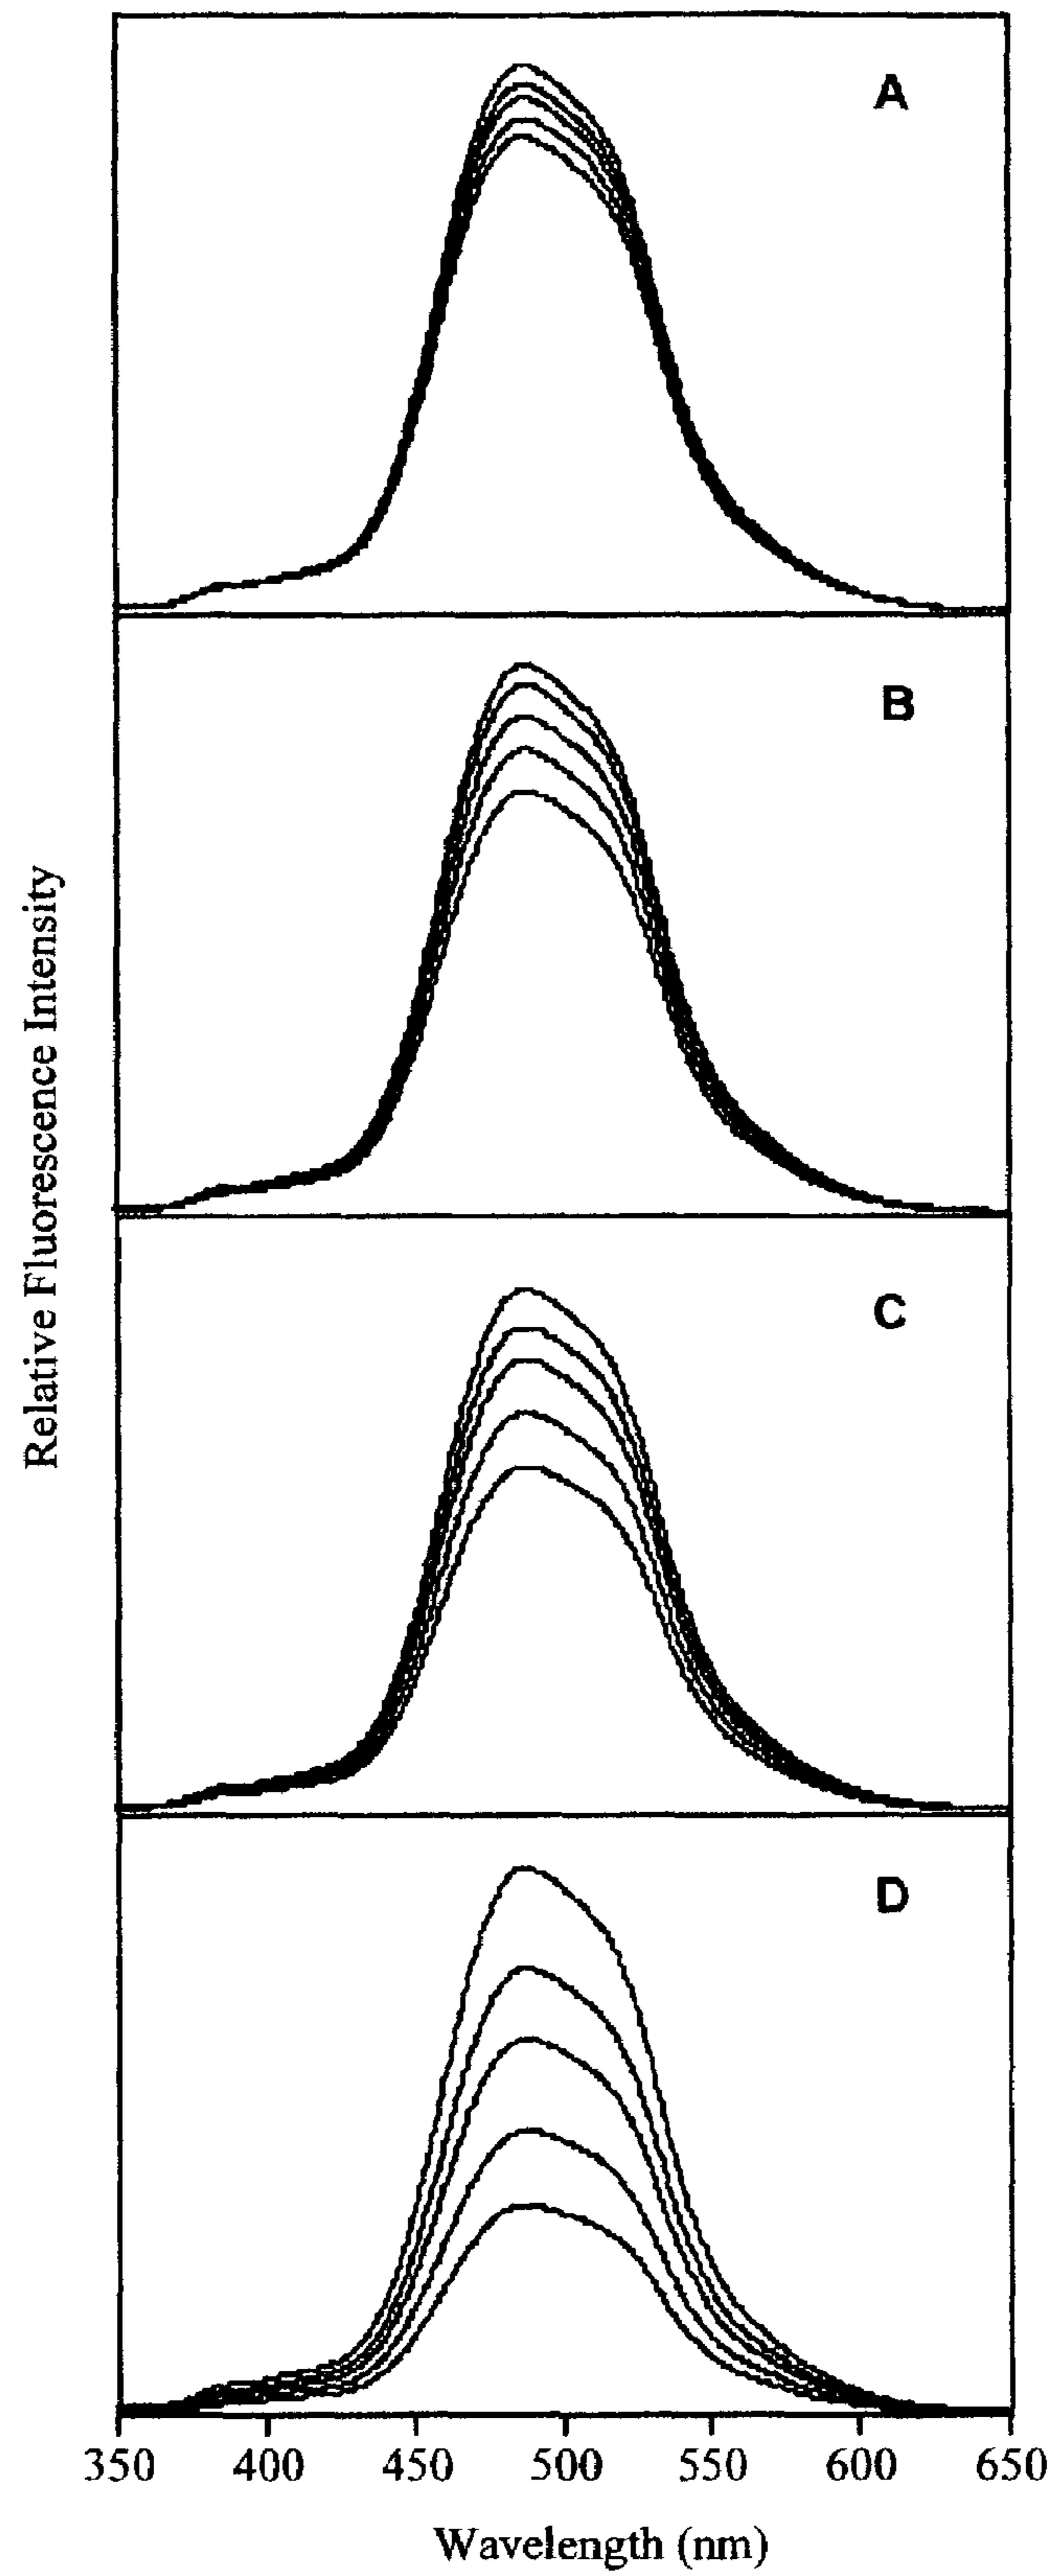 A
B
C
D
Relative Fluorescence Intensity
350 400 450 500 550 600 650
Wavelength (nm)